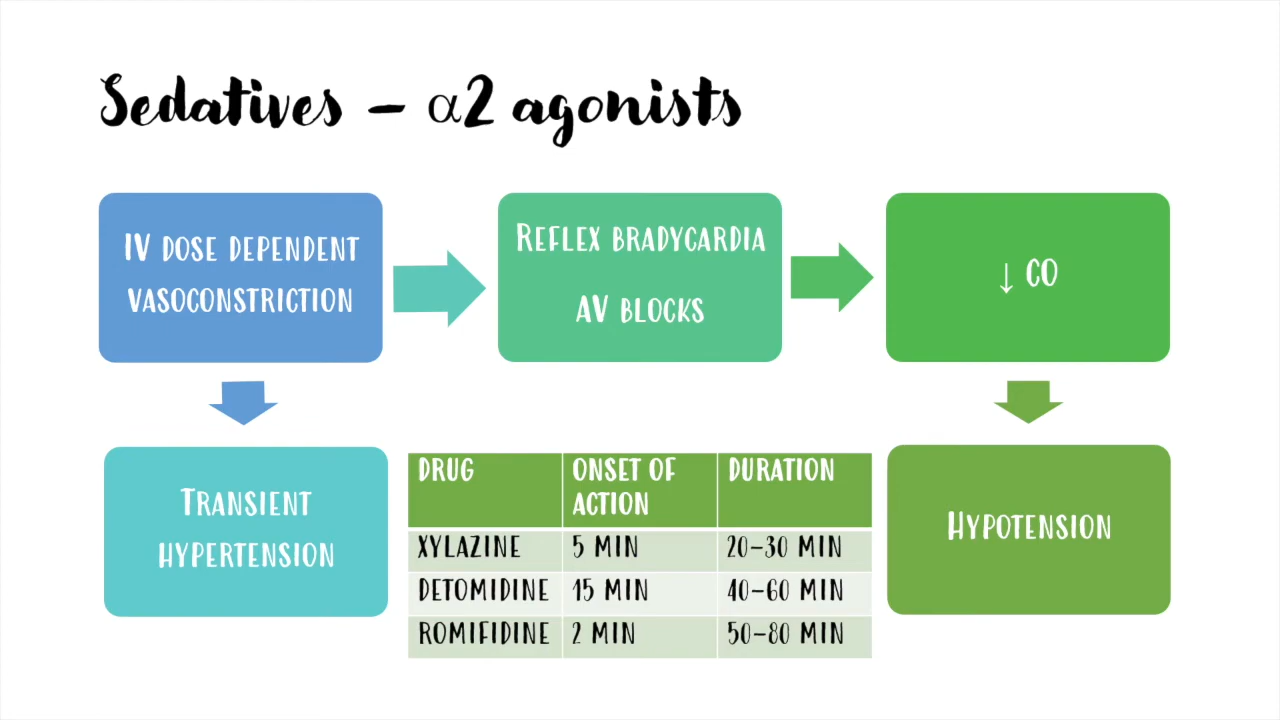 Sedatives – α2 agonists
IV DOSE DEPENDENT
VASOCONSTRICTION
REFLEX BRADYCARDIA
AV BLOCKS
↓ CO
TRANSIENT
HYPERTENSION
DRUG ONSET OF ACTION DURATION
XYLAZINE 5 MIN 20-30 MIN
DETOMIDINE 15 MIN 40-60 MIN
ROMIFIDINE 2 MIN 50-80 MIN
HYPOTENSION